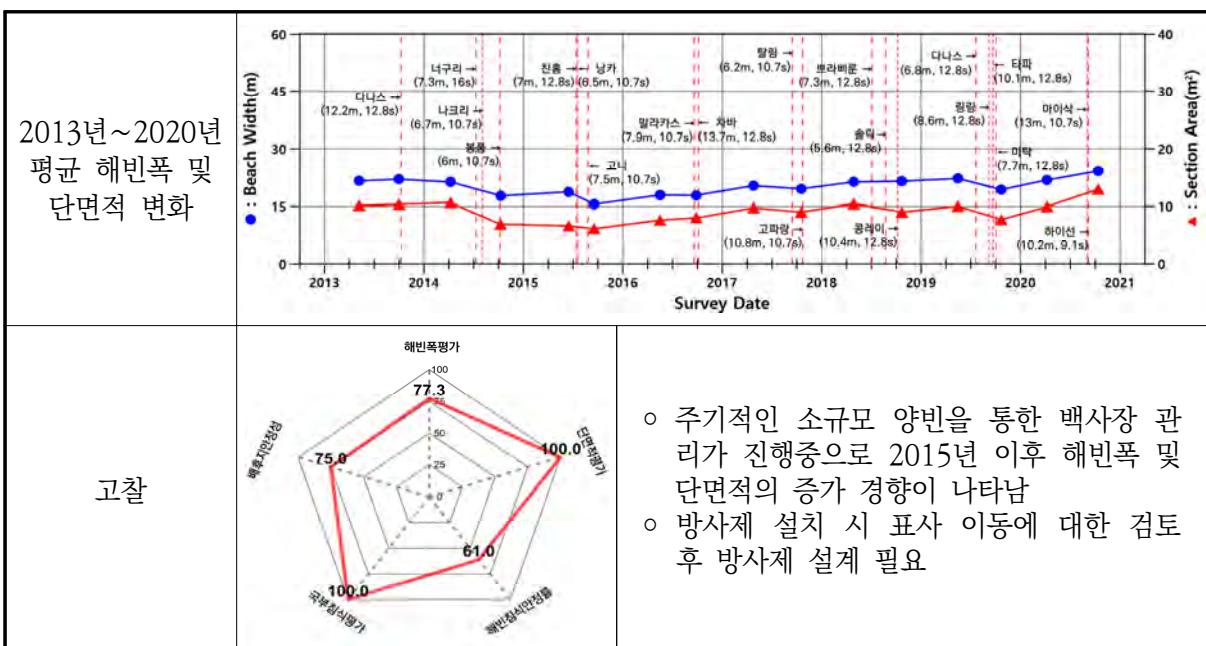 2013년~2020년
평균 해빈폭 및
단면적 변화
● : Beach Width(m)
60
45
30
15
0
40
30
20
10
0
▲ : Section Area(m²)
다나스 →
(12.2m, 12.8s)
너구리 →
(7.3m, 16s)
나크리 →
(6.7m, 10.7s)
봉퐁 →
(6m, 10.7s)
찬홈 →
(7m, 12.8s)
← 낭카
(6.5m, 10.7s)
← 고니
(7.5m, 10.7s)
말라카스 →
(7.9m, 10.7s)
← 차바
(13.7m, 12.8s)
탈림 →
(6.2m, 10.7s)
고파랑 →
(10.8m, 10.7s)
쁘라삐룬 →
(7.3m, 12.8s)
솔릭 →
(5.6m, 12.8s)
콩레이 →
(10.4m, 12.8s)
다나스 →
(6.8m, 12.8s)
링링 →
(8.6m, 12.8s)
← 타파
(10.1m, 12.8s)
← 미탁
(7.7m, 12.8s)
마이삭 →
(13m, 10.7s)
하이선 →
(10.2m, 9.1s)
2013 2014 2015 2016 2017 2018 2019 2020 2021
Survey Date
고찰
해빈폭평가
100
77.3
75
50
25
0
단면적평가
100.0
배후지안정성
75.0
61.0
해빈침식안정률
100.0
국부침식평가
○ 주기적인 소규모 양빈을 통한 백사장 관
리가 진행중으로 2015년 이후 해빈폭 및
단면적의 증가 경향이 나타남
○ 방사제 설치 시 표사 이동에 대한 검토
후 방사제 설계 필요